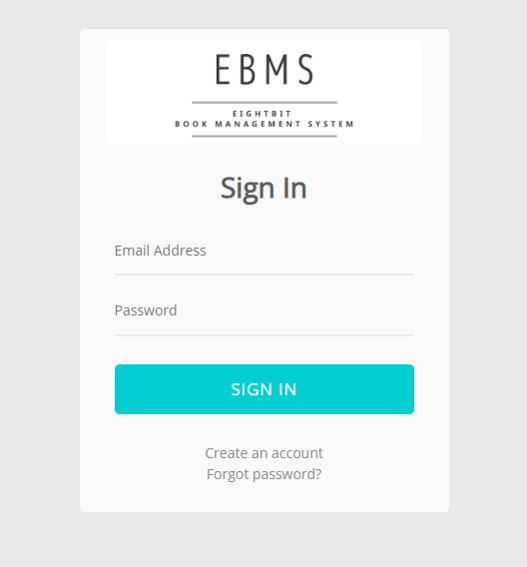 EBMS
EIGHTBIT
BOOK MANAGEMENT SYSTEM
Sign In
Email Address
Password
SIGN IN
Create an account
Forgot password?